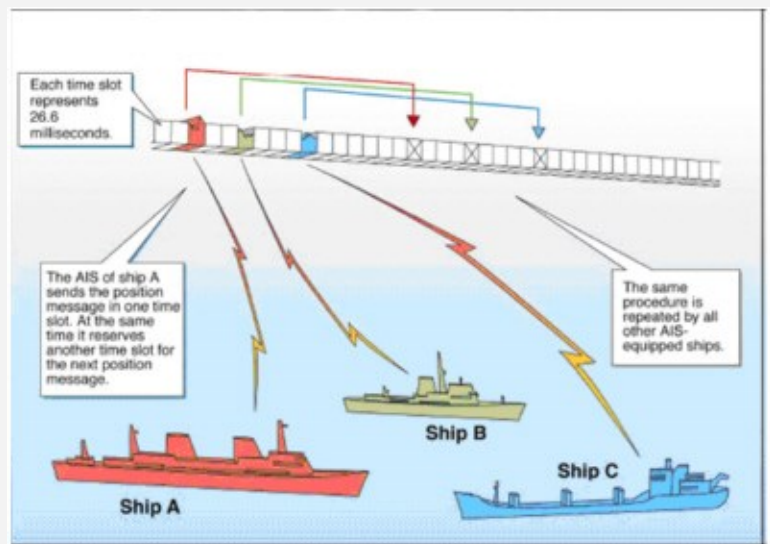 Each time slot
represents
26.6
milliseconds.
The AIS of ship A
sends the position
message in one time
slot. At the same
time it reserves
another time slot for
the next position
message.
The same
procedure is
repeated by all
other AIS-
equipped ships.
Ship B
Ship C
Ship A